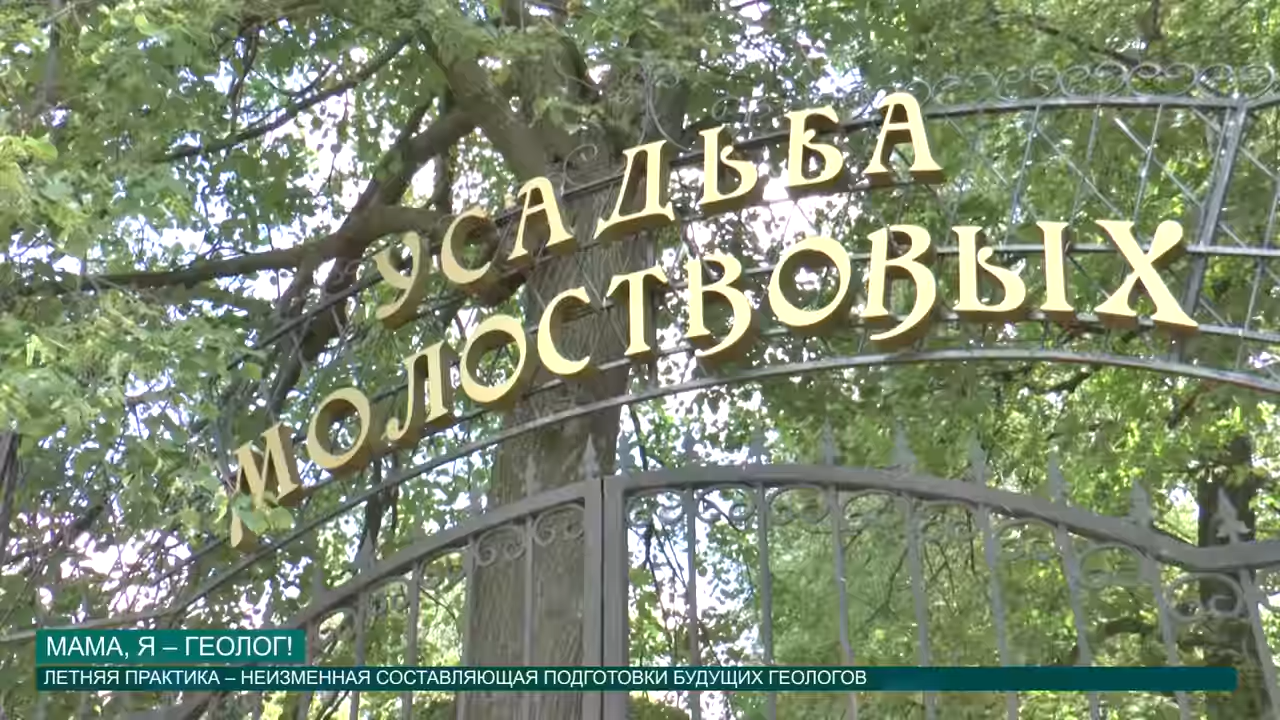 УСАДЬБА
МОЛОСТВОВЫХ
МАМА, Я – ГЕОЛОГ!
ЛЕТНЯЯ ПРАКТИКА – НЕИЗМЕННАЯ СОСТАВЛЯЮЩАЯ ПОДГОТОВКИ БУДУЩИХ ГЕОЛОГОВ